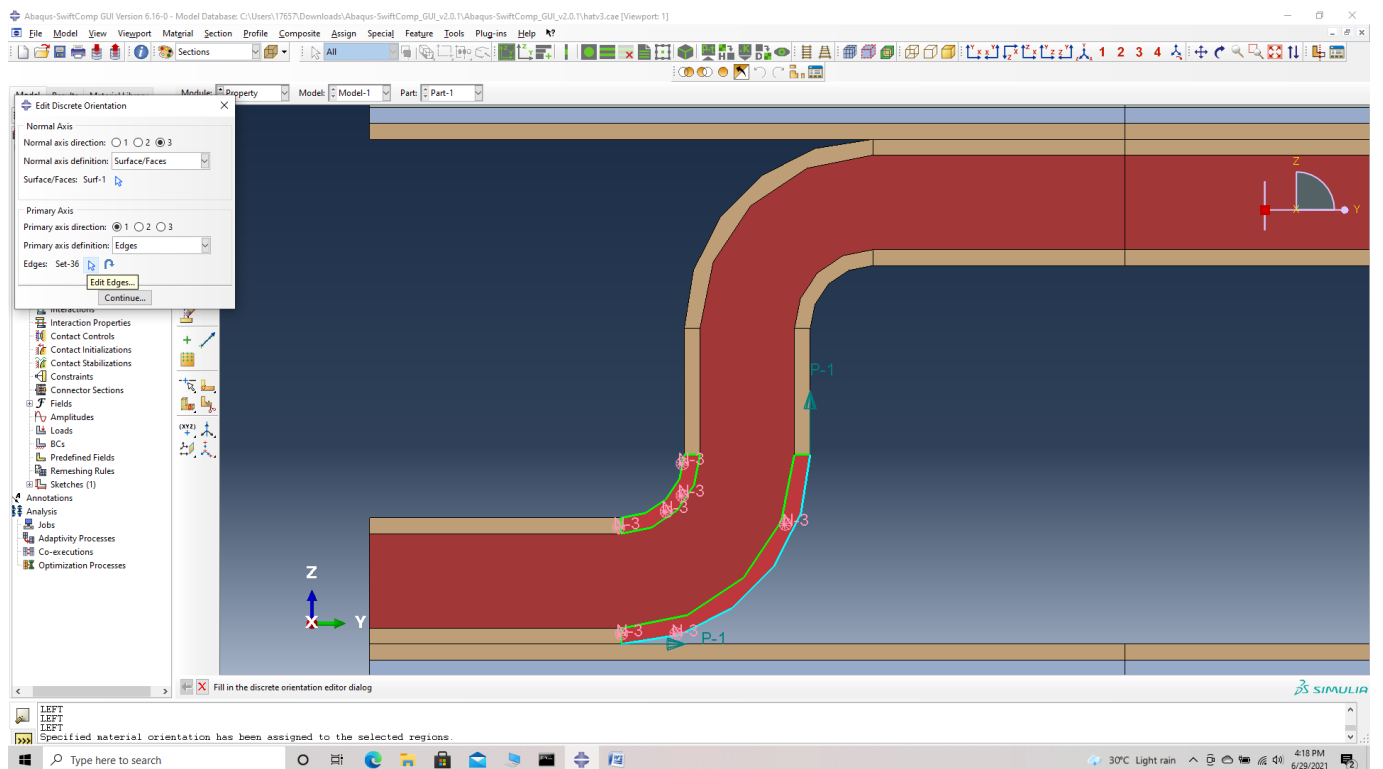 Abaqus-SwiftComp GUI Version 6.16-0 - Model Database: C:\Users\17657\Downloads\Abaqus-SwiftComp_GUI_v2.0.1\Abaqus-SwiftComp_GUI_v2.0.1\hatv3.cae [Viewport: 1]
File Model View Viewport Material Section Profile Composite Assign Special Feature Tools Plug-ins Help
Sections All 1 2 3 4
Module: Property Model: Model-1 Part: Part-1
Edit Discrete Orientation
Normal Axis
Normal axis direction: 1 2 3
Normal axis definition: Surface/Faces
Surface/Faces: Surf-1
Primary Axis
Primary axis direction: 1 2 3
Primary axis definition: Edges
Edges: Set-36
Edit Edges...
Continue...
Interactions
Interaction Properties
Contact Controls
Contact Initializations
Contact Stabilizations
Constraints
Connector Sections
Fields
Amplitudes
Loads
BCs
Predefined Fields
Remeshing Rules
Sketches (1)
Annotations
Analysis
Jobs
Adaptivity Processes
Co-executions
Optimization Processes
(XYZ)
Z
X Y
P-1
N-3
N-3
N-3
N-3
N-3
N-3
N-3
P-1
Z
X Y
Fill in the discrete orientation editor dialog
SIMULIA
LEFT
LEFT
LEFT
Specified material orientation has been assigned to the selected regions.
Type here to search
30°C Light rain
4:18 PM
6/29/2021
2